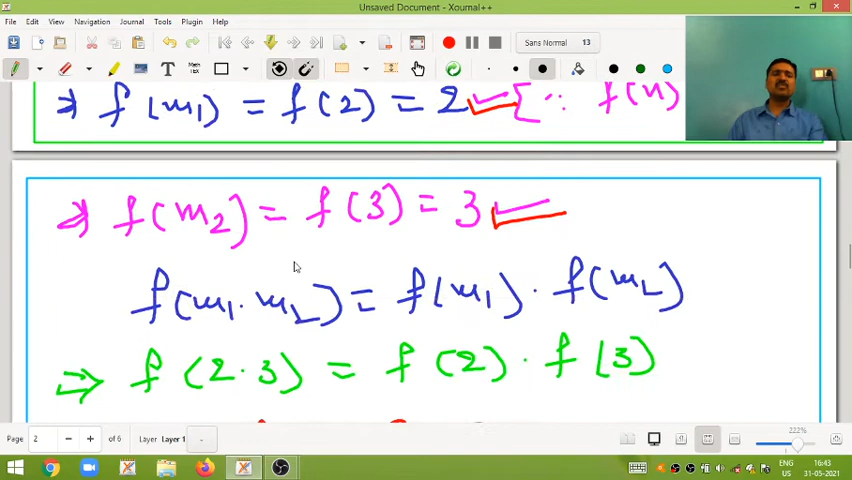 Unsaved Document - Xournal++
File Edit View Navigation Journal Tools Plugin Help
Sans Normal 13
T Math TEX
⇒ f(m1) = f(2) = 2 [∵ f(n)
⇒ f(m2) = f(3) = 3
f(m1·m2) = f(m1)·f(m2)
⇒ f(2·3) = f(2)·f(3)
Page 2 of 6 Layer Layer 1 222%
ENG 16:43
US 31-05-2021